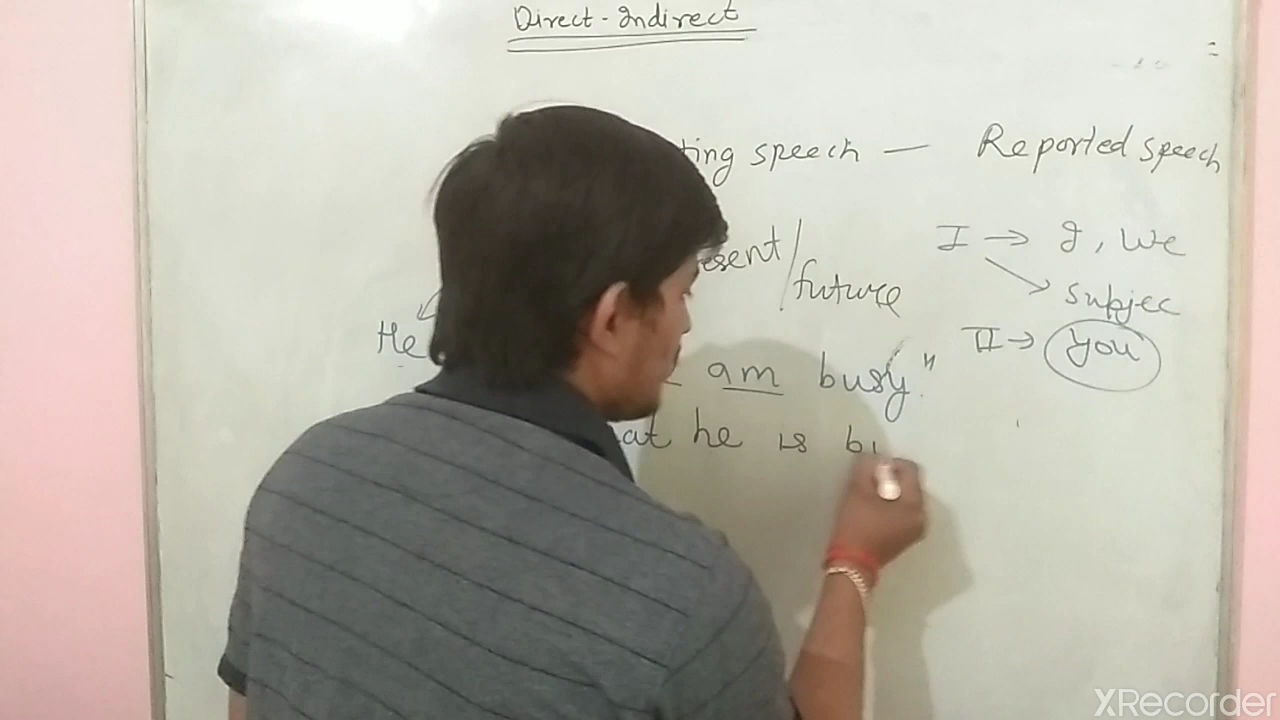 Direct - Indirect
ting speech — Reported speech
esent/future
I → I, We
→ subjec
II → you
He
am busy"
at he is bu
XRecorder